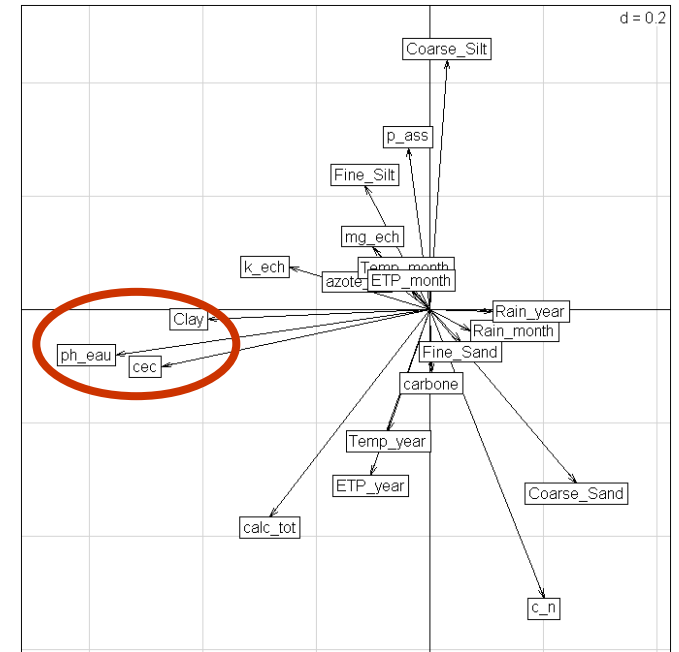 d = 0.2
Coarse_Silt
p_ass
Fine_Silt
mg_ech
Temp_month
k_ech
ETP_month
Rain_year
Clay
Rain_month
ph_eau
Fine_Sand
cec
carbone
Temp_year
ETP_year
Coarse_Sand
calc_tot
c_n